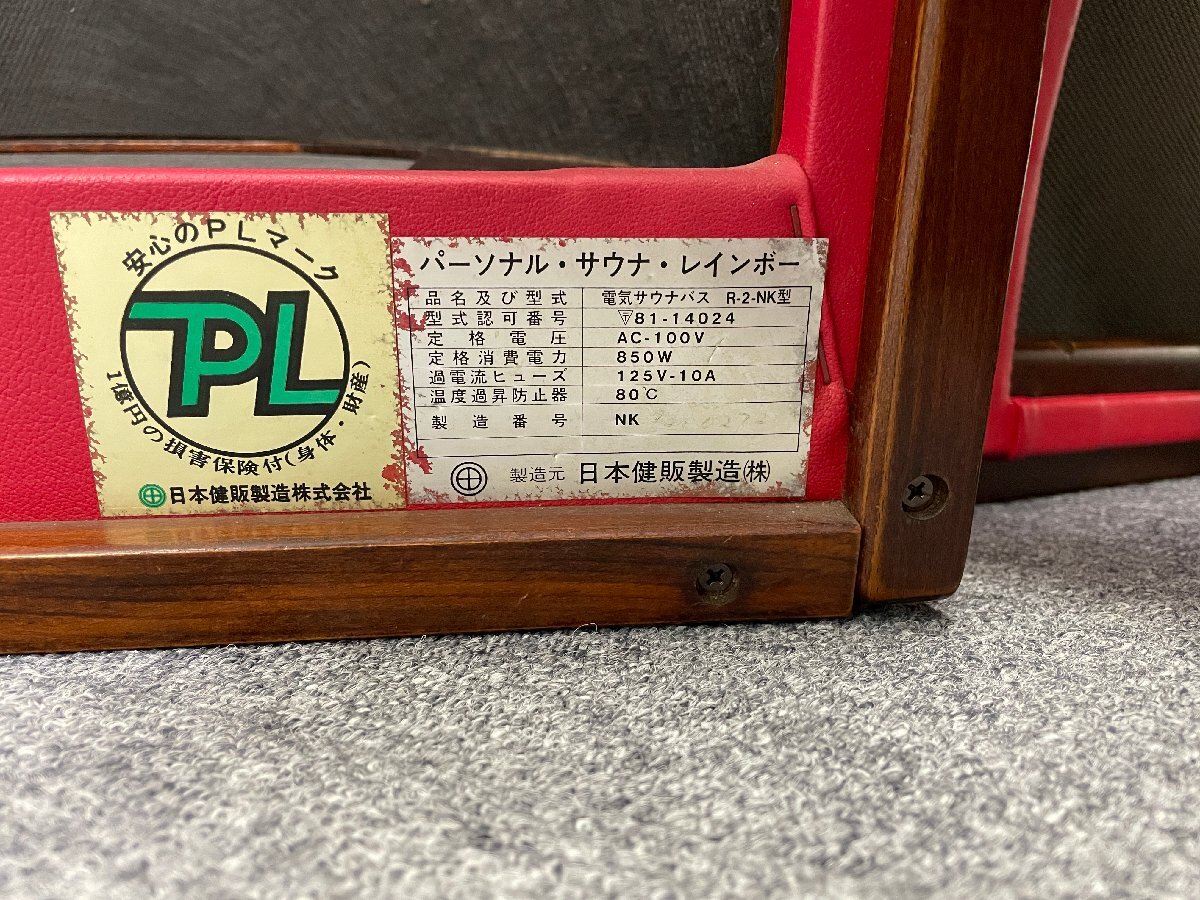 安心のPLマーク
PL
1億円の損害保険付(身体・財産)
日本健販製造株式会社
パーソナル・サウナ・レインボー
品名及び型式 電気サウナバス R-2-NK型
型式認可番号 81-14024
定格電圧 AC-100V
定格消費電力 850W
過電流ヒューズ 125V-10A
温度過昇防止器 80℃
製造番号 NK
製造元 日本健販製造㈱